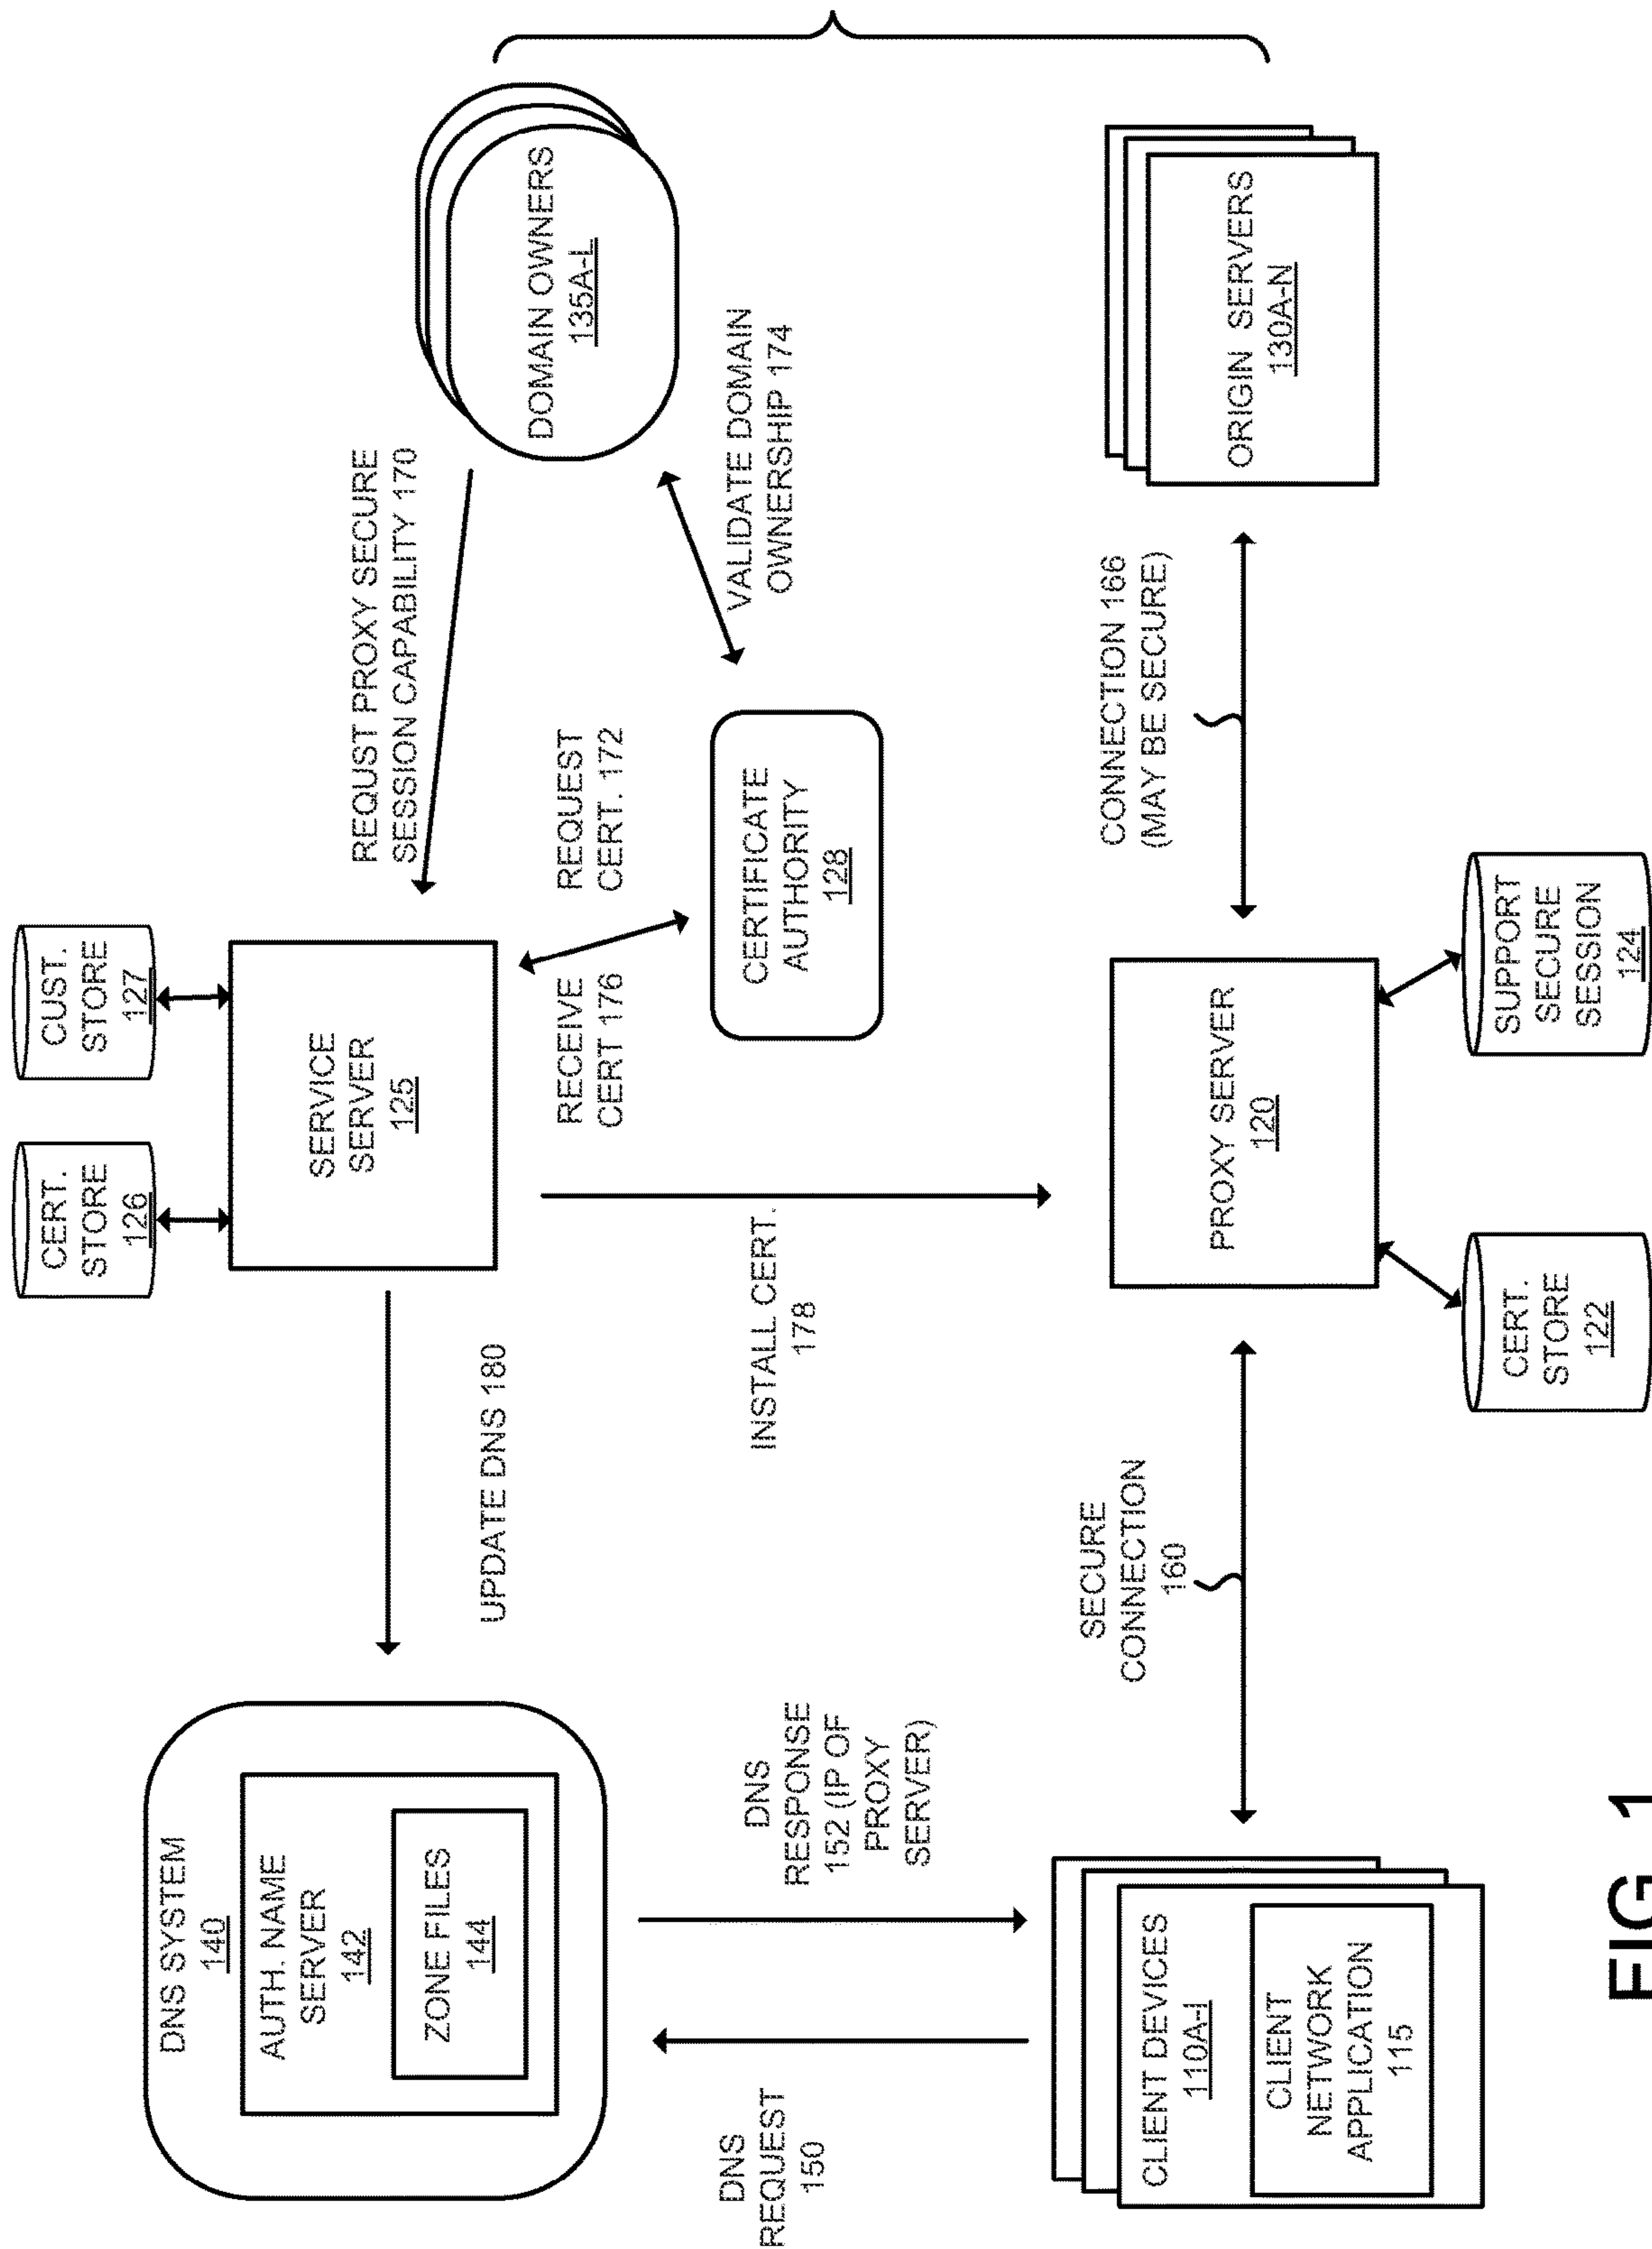 DNS SYSTEM
140
AUTH. NAME
SERVER
142
ZONE FILES
144
UPDATE DNS 180
CERT.
STORE
126
CUST.
STORE
127
SERVICE
SERVER
125
REQUST PROXY SECURE
SESSION CAPABILITY 170
DOMAIN OWNERS
135A-L
RECEIVE
CERT 176
REQUEST
CERT. 172
CERTIFICATE
AUTHORITY
128
VALIDATE DOMAIN
OWNERSHIP 174
DNS
REQUEST
150
DNS
RESPONSE
152 (IP OF
PROXY
SERVER)
INSTALL CERT.
178
CLIENT DEVICES
110A-I
CLIENT
NETWORK
APPLICATION
115
SECURE
CONNECTION
160
PROXY SERVER
120
CERT.
STORE
122
SUPPORT
SECURE
SESSION
124
CONNECTION 166
(MAY BE SECURE)
ORIGIN SERVERS
130A-N
FIG. 1